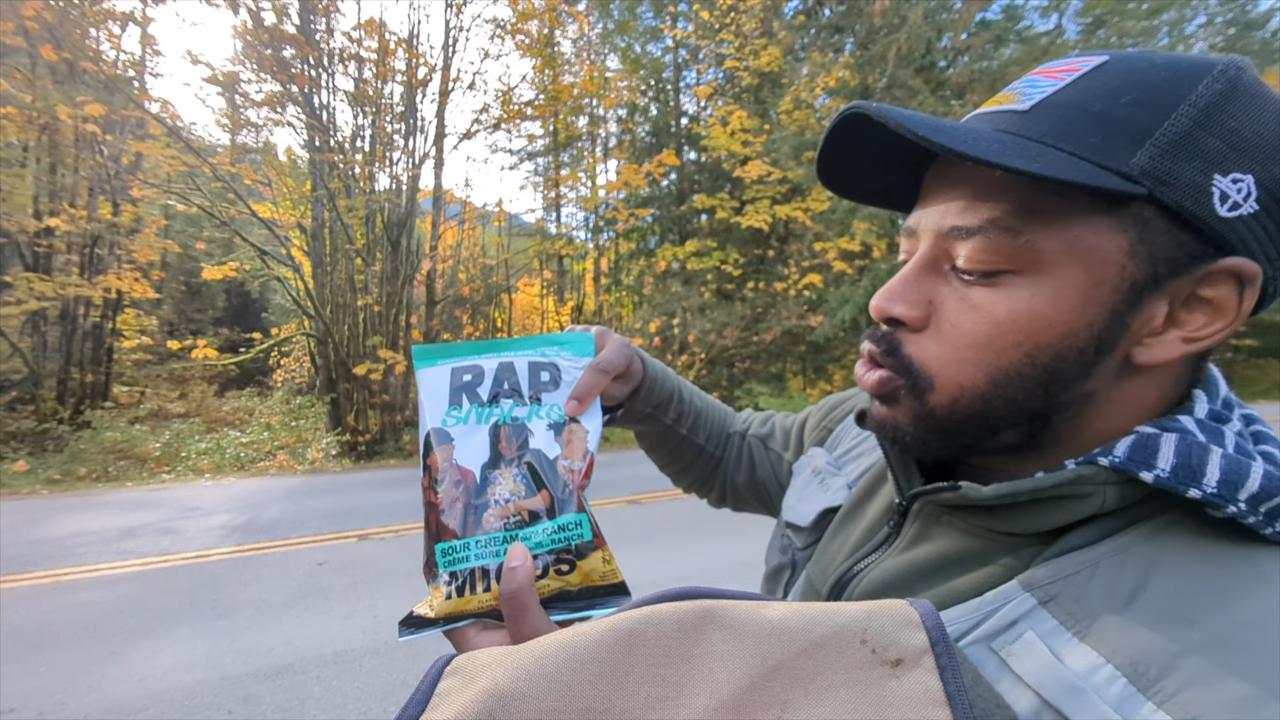 RAP
SNACKS
SOUR CREAM RANCH
CRÈME SÛRE RANCH
MIGOS